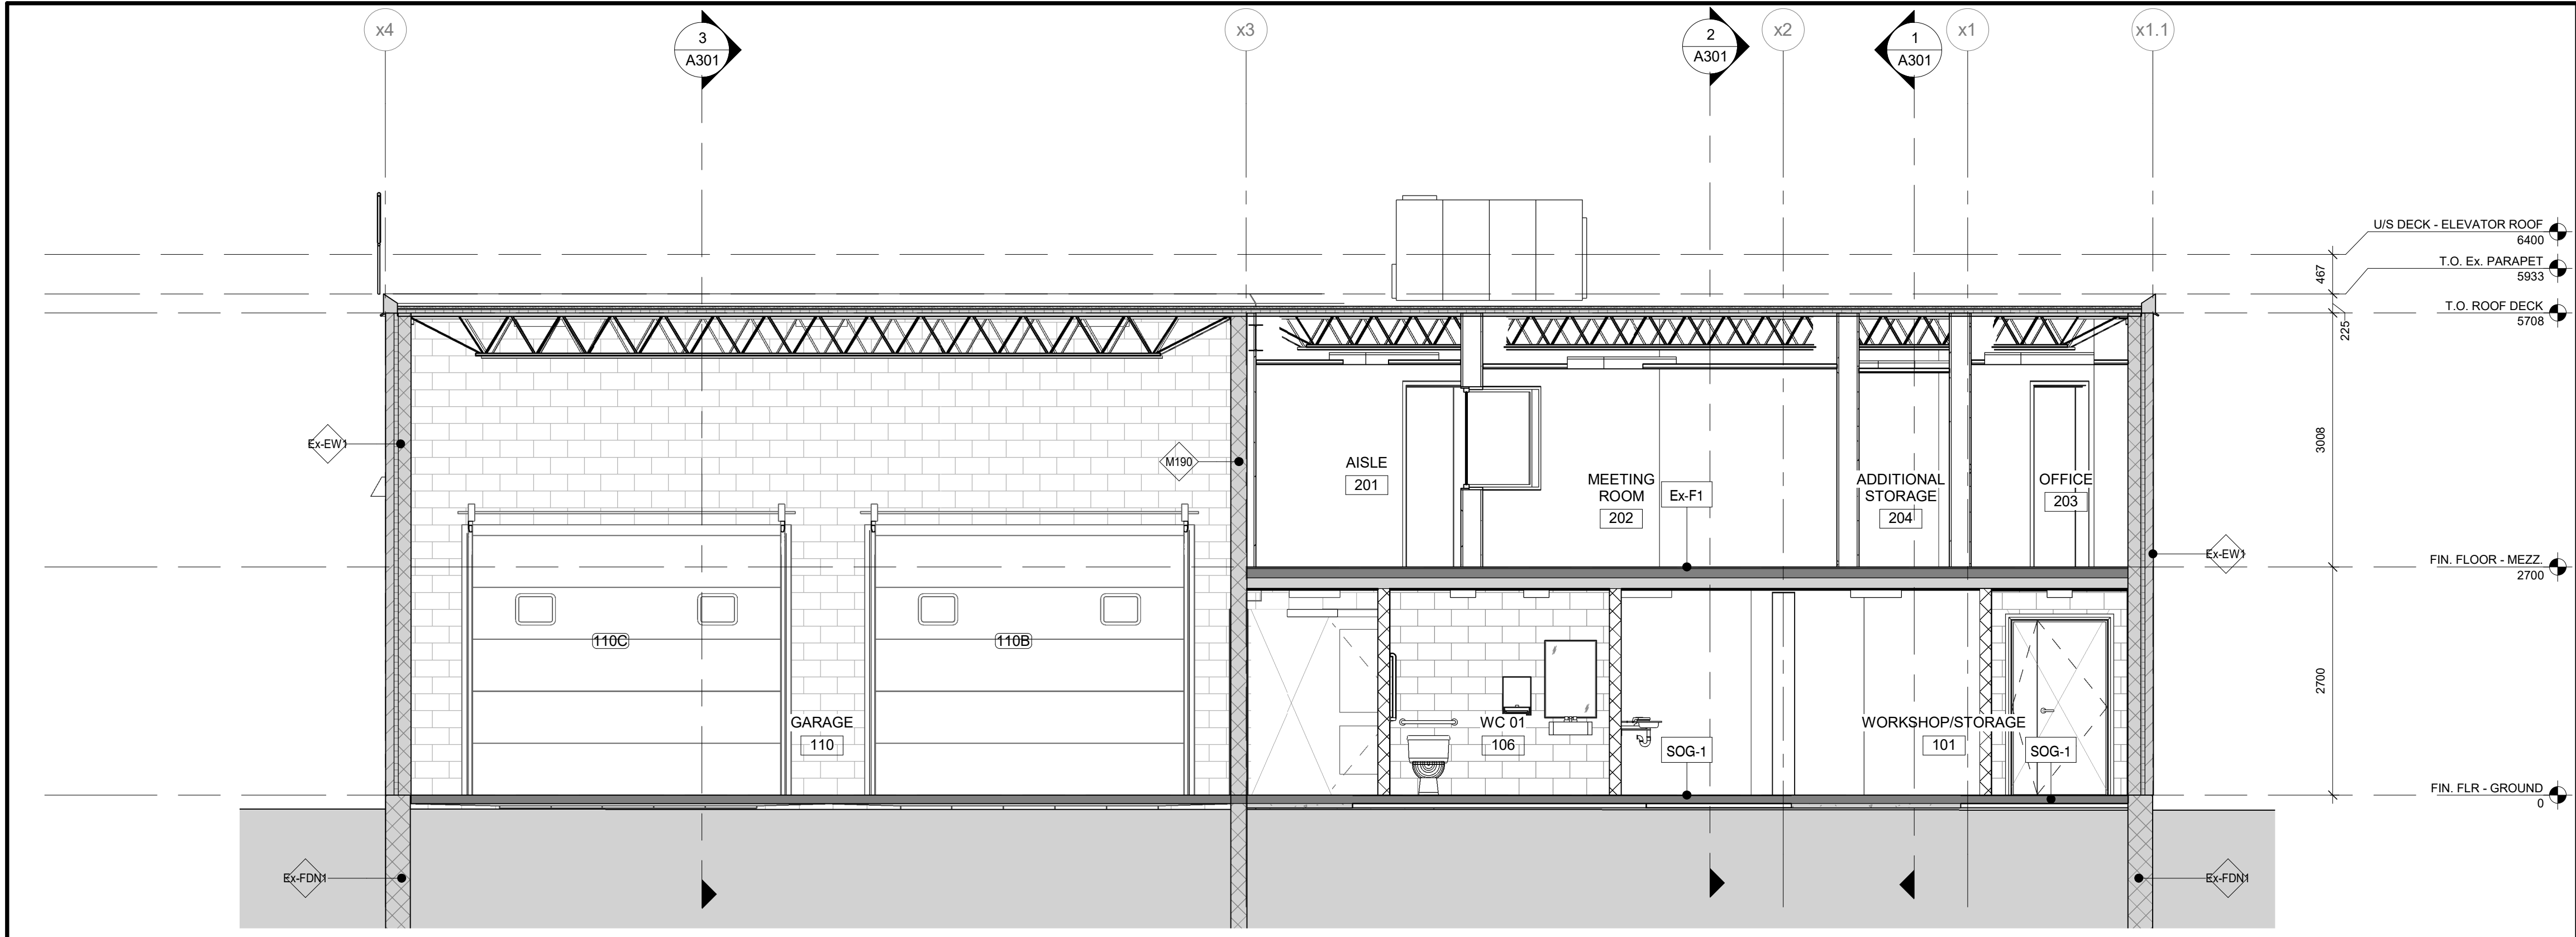 x4
3
A301
x3
2
A301
x2
1
A301
x1
x1.1
U/S DECK - ELEVATOR ROOF
6400
467
T.O. Ex. PARAPET
5933
T.O. ROOF DECK
5708
225
Ex-EW1
M190
3008
AISLE
201
MEETING
ROOM
202
Ex-F1
ADDITIONAL
STORAGE
204
OFFICE
203
Ex-EW1
FIN. FLOOR - MEZZ.
2700
110C
110B
2700
GARAGE
110
WC 01
106
SOG-1
WORKSHOP/STORAGE
101
SOG-1
FIN. FLR - GROUND
0
Ex-FDN1
Ex-FDN1